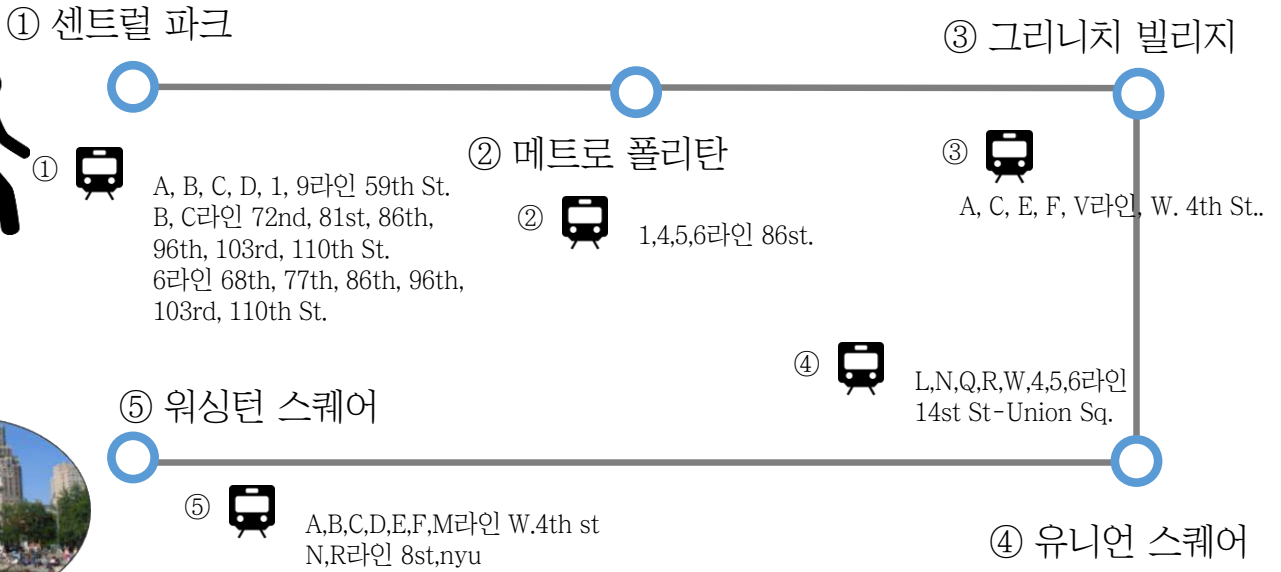 ① 센트럴 파크
③ 그리니치 빌리지
② 메트로 폴리탄
①
A, B, C, D, 1, 9라인 59th St.
B, C라인 72nd, 81st, 86th,
96th, 103rd, 110th St.
6라인 68th, 77th, 86th, 96th,
103rd, 110th St.
②
1,4,5,6라인 86st.
③
A, C, E, F, V라인, W. 4th St..
④
L,N,Q,R,W,4,5,6라인
14st St-Union Sq.
⑤ 워싱턴 스퀘어
⑤
A,B,C,D,E,F,M라인 W.4th st
N,R라인 8st,nyu
④ 유니언 스퀘어